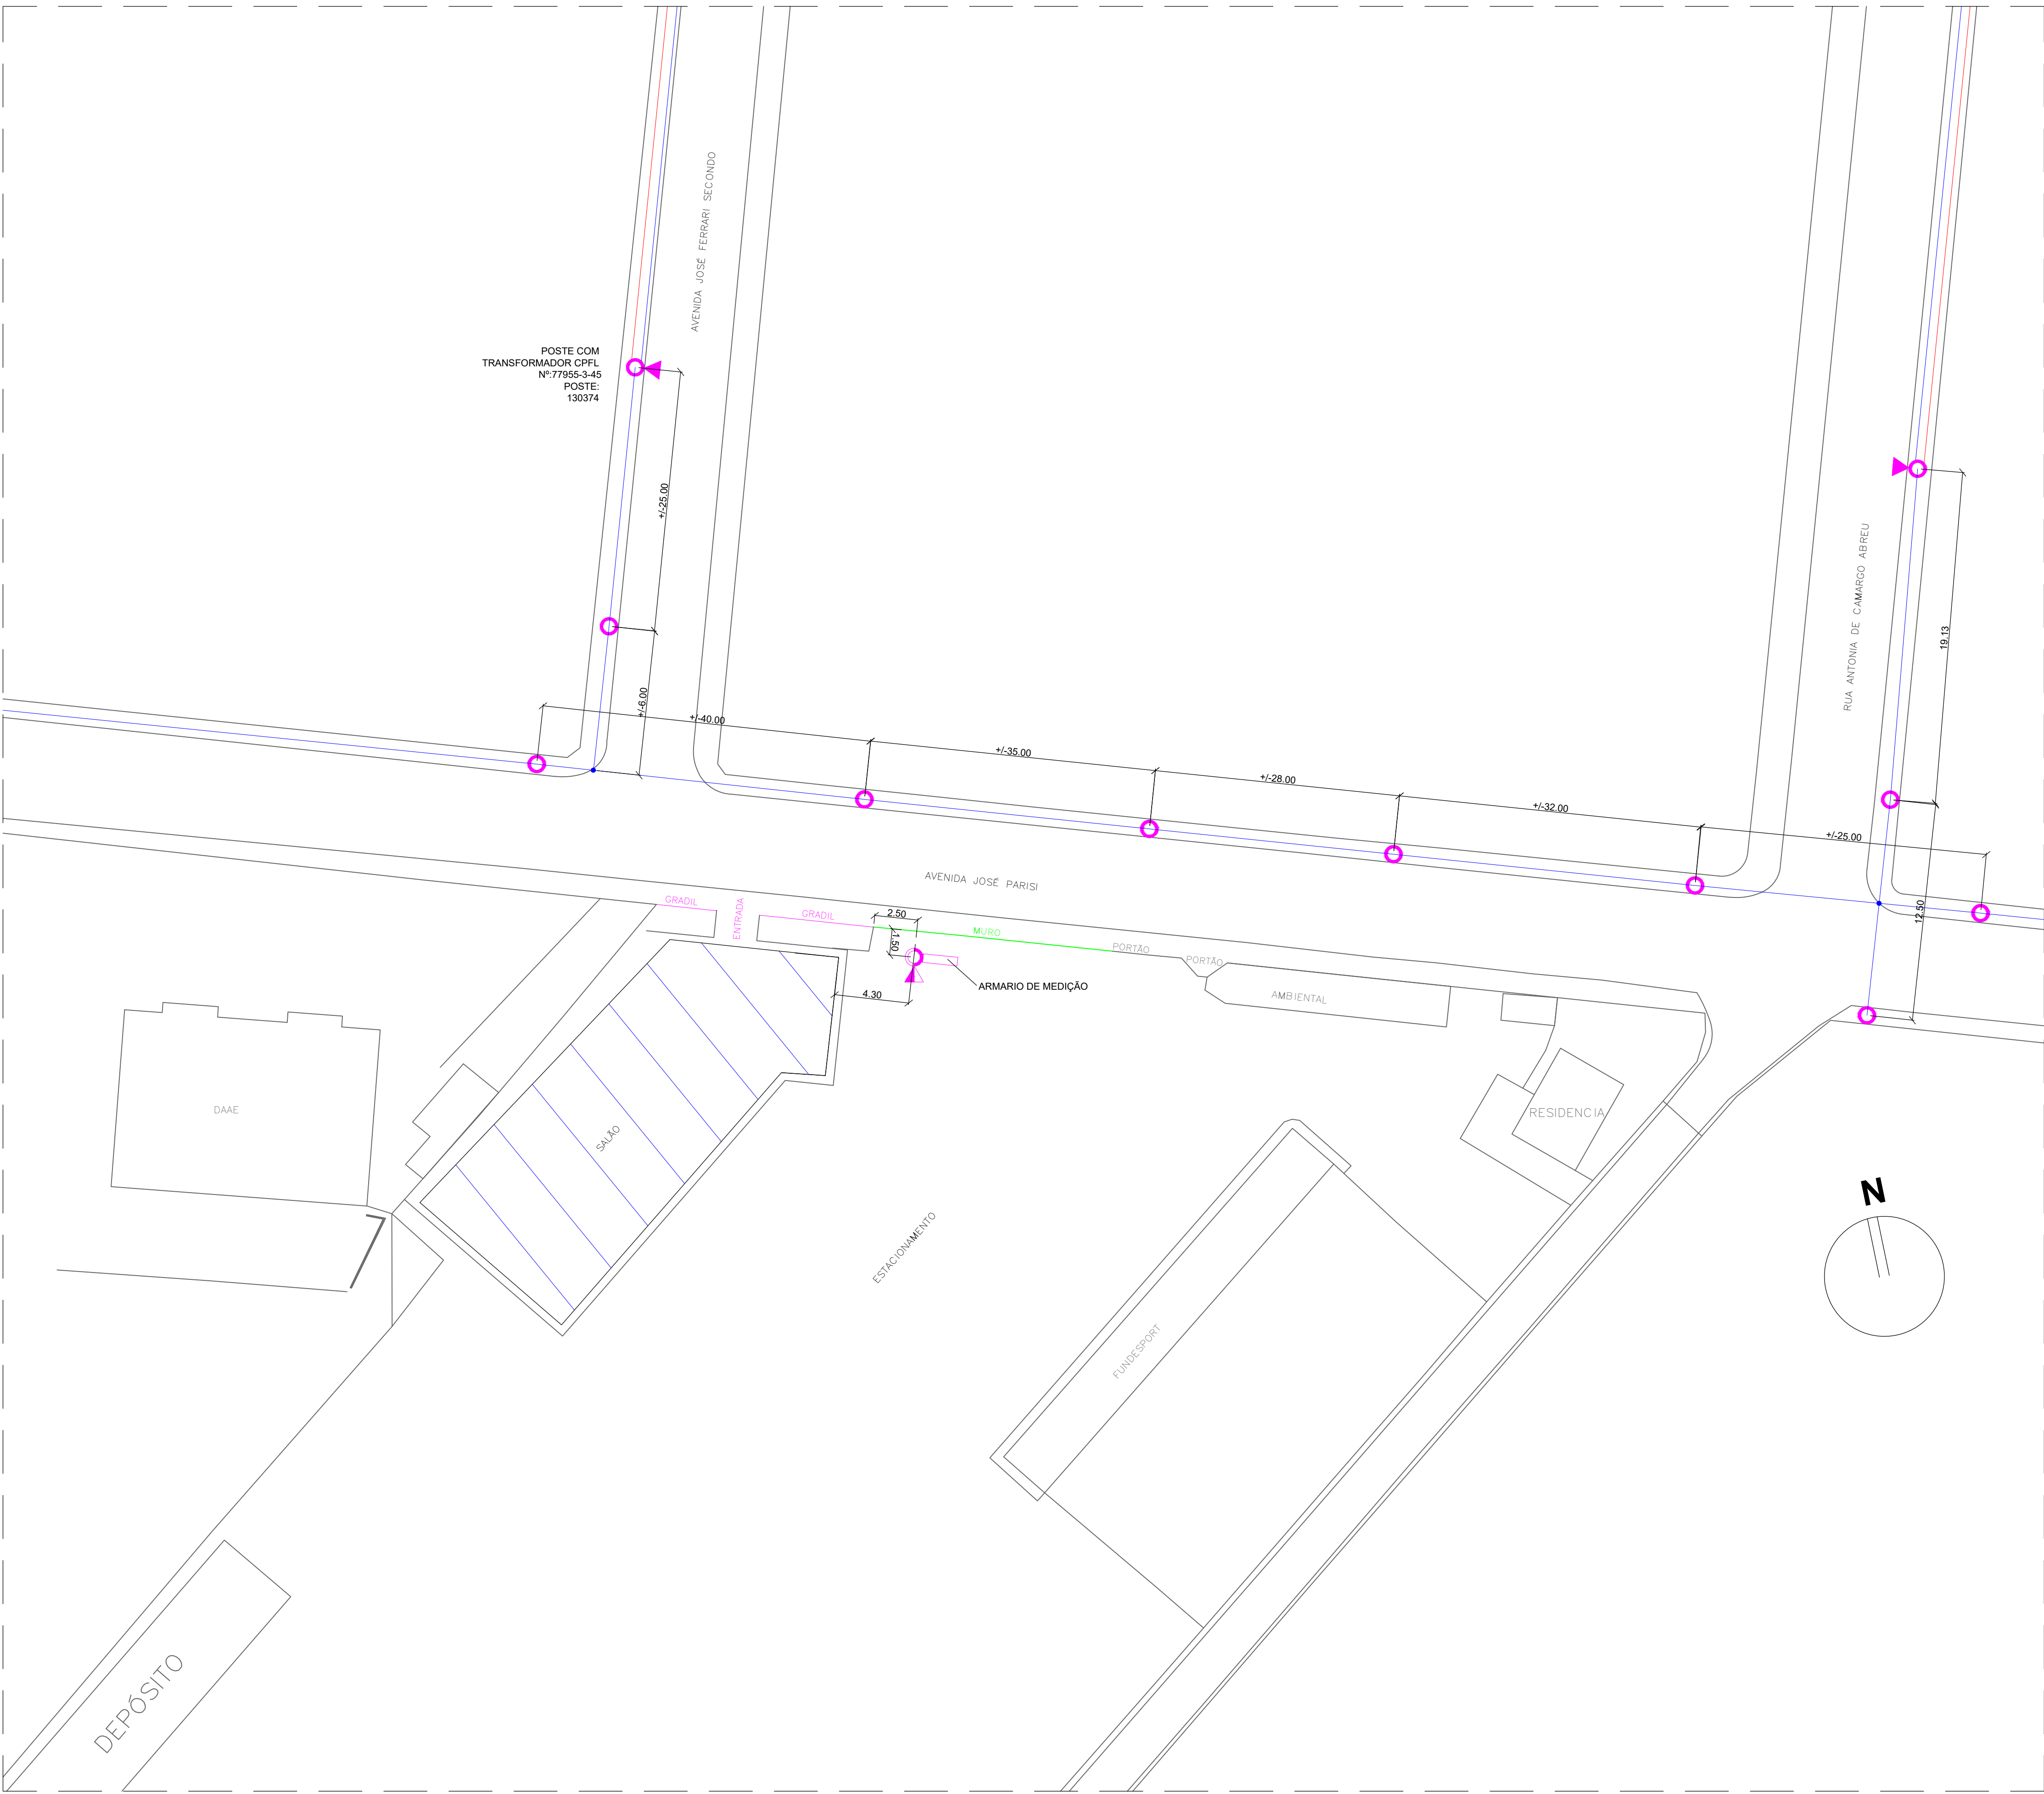 AVENIDA JOSÉ FERRARI SECONDO
POSTE COM
TRANSFORMADOR CPFL
Nº:77955-3-45
POSTE:
130374
+/-25.00
RUA ANTONIA DE CAMARGO ABREU
19.13
+/-6.00
+/-40.00
+/-35.00
+/-28.00
+/-32.00
+/-25.00
12.50
AVENIDA JOSÉ PARISI
GRADIL
ENTRADA
GRADIL
2.50
1.50
MURO
PORTÃO
PORTÃO
ARMARIO DE MEDIÇÃO
4.30
AMBIENTAL
DAAE
SALÃO
RESIDENCIA
N
ESTACIONAMENTO
FUNDESPORT
DEPÓSITO